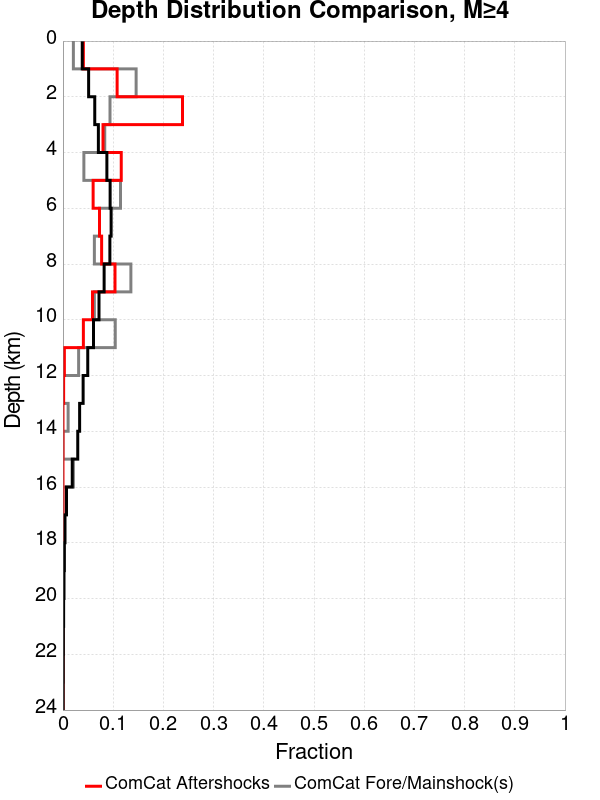 Depth Distribution Comparison, M≥4
0
2
4
6
8
10
12
14
16
18
20
22
24
Depth (km)
0 0.1 0.2 0.3 0.4 0.5 0.6 0.7 0.8 0.9 1
Fraction
ComCat Aftershocks ComCat Fore/Mainshock(s)